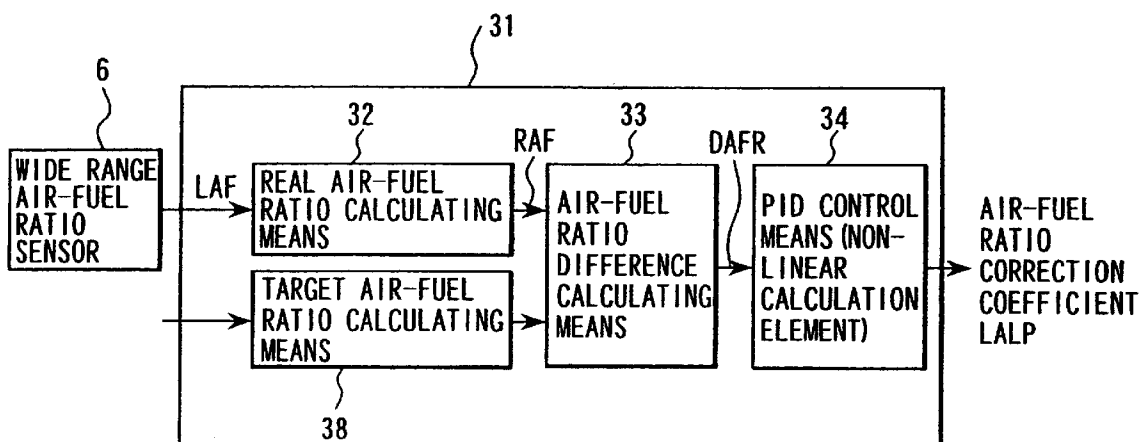 31
6
WIDE RANGE
AIR-FUEL
RATIO
SENSOR
LAF
32
REAL AIR-FUEL
RATIO CALCULATING
MEANS
RAF
TARGET AIR-FUEL
RATIO CALCULATING
MEANS
38
33
AIR-FUEL
RATIO
DIFFERENCE
CALCULATING
MEANS
DAFR
34
PID CONTROL
MEANS (NON-
LINEAR
CALCULATION
ELEMENT)
AIR-FUEL
RATIO
CORRECTION
COEFFICIENT
LALP